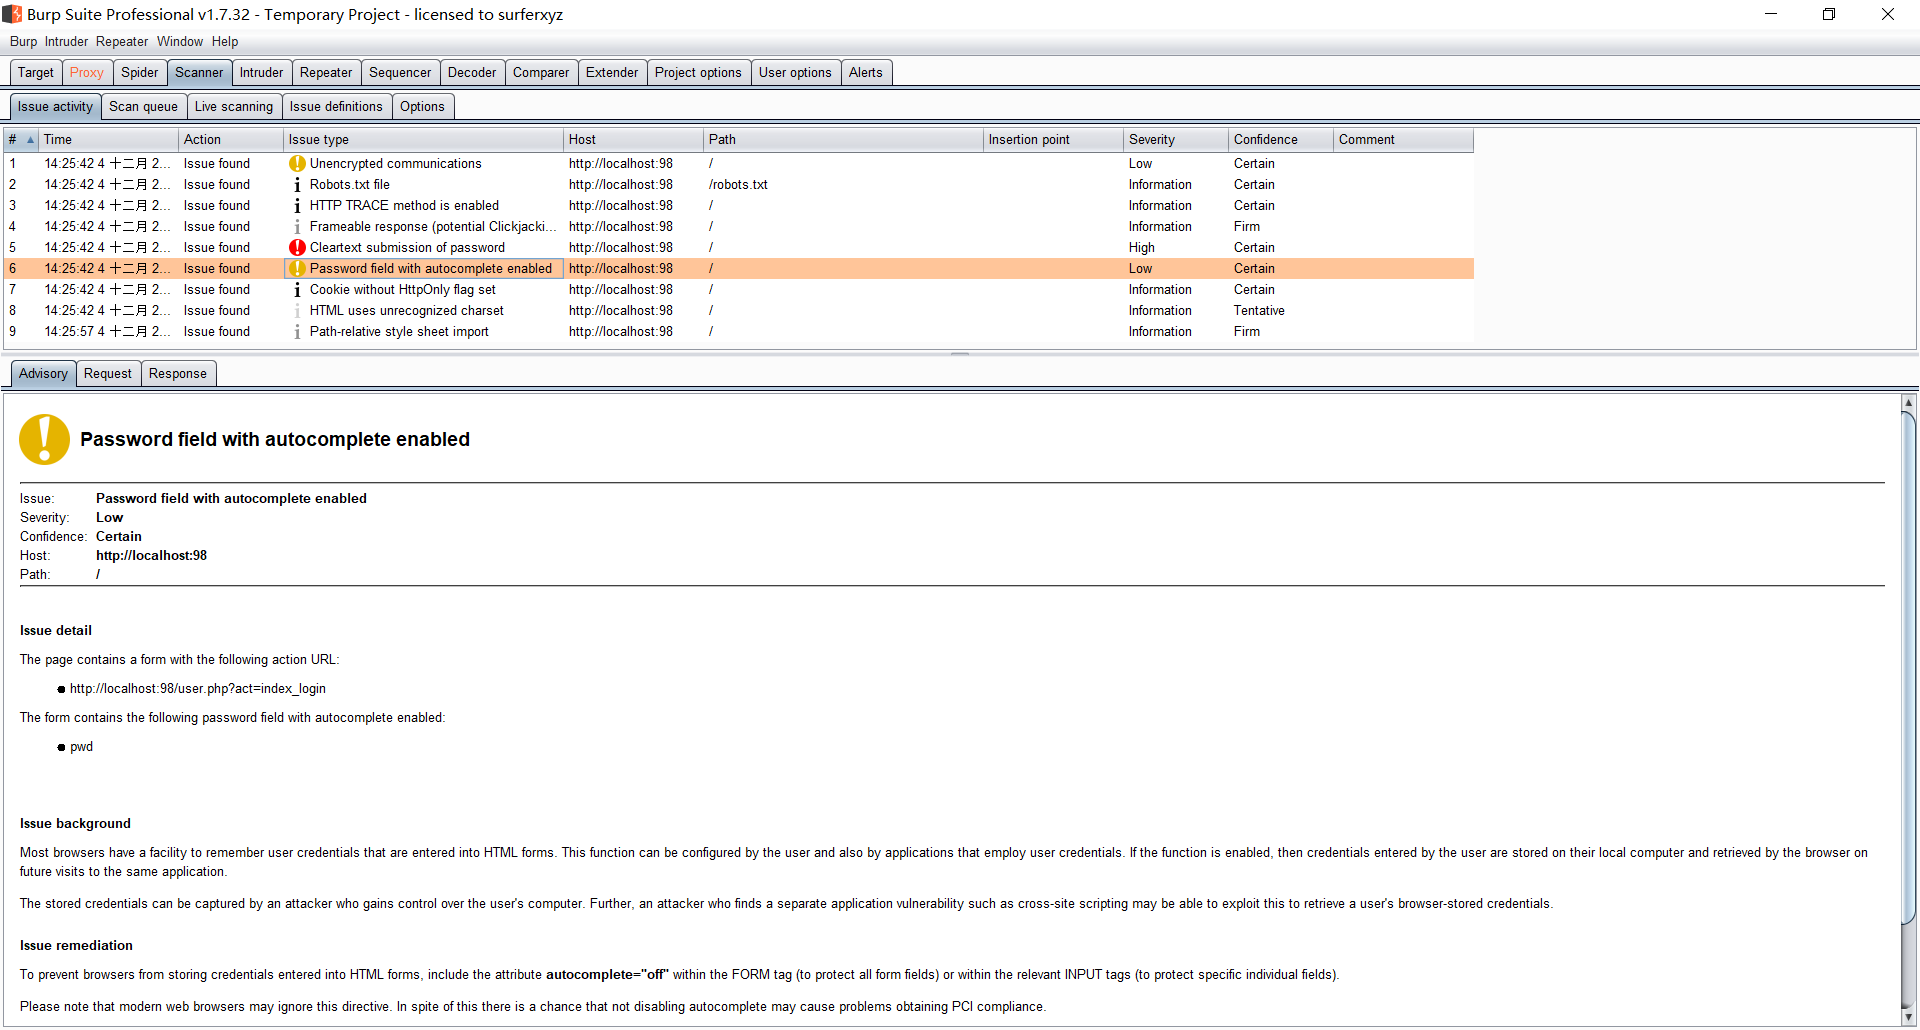 Burp Suite Professional v1.7.32 - Temporary Project - licensed to surferxyz
Burp Intruder Repeater Window Help
Target Proxy Spider Scanner Intruder Repeater Sequencer Decoder Comparer Extender Project options User options Alerts
Issue activity Scan queue Live scanning Issue definitions Options
# Time Action Issue type Host Path Insertion point Severity Confidence Comment
1 14:25:42 4 十二月 2... Issue found Unencrypted communications http://localhost:98 / Low Certain
2 14:25:42 4 十二月 2... Issue found Robots.txt file http://localhost:98 /robots.txt Information Certain
3 14:25:42 4 十二月 2... Issue found HTTP TRACE method is enabled http://localhost:98 / Information Certain
4 14:25:42 4 十二月 2... Issue found Frameable response (potential Clickjacki... http://localhost:98 / Information Firm
5 14:25:42 4 十二月 2... Issue found Cleartext submission of password http://localhost:98 / High Certain
6 14:25:42 4 十二月 2... Issue found Password field with autocomplete enabled http://localhost:98 / Low Certain
7 14:25:42 4 十二月 2... Issue found Cookie without HttpOnly flag set http://localhost:98 / Information Certain
8 14:25:42 4 十二月 2... Issue found HTML uses unrecognized charset http://localhost:98 / Information Tentative
9 14:25:57 4 十二月 2... Issue found Path-relative style sheet import http://localhost:98 / Information Firm
Advisory Request Response
Password field with autocomplete enabled
Issue: Password field with autocomplete enabled
Severity: Low
Confidence: Certain
Host: http://localhost:98
Path: /
Issue detail
The page contains a form with the following action URL:
● http://localhost:98/user.php?act=index_login
The form contains the following password field with autocomplete enabled:
● pwd
Issue background
Most browsers have a facility to remember user credentials that are entered into HTML forms. This function can be configured by the user and also by applications that employ user credentials. If the function is enabled, then credentials entered by the user are stored on their local computer and retrieved by the browser on
future visits to the same application.
The stored credentials can be captured by an attacker who gains control over the user's computer. Further, an attacker who finds a separate application vulnerability such as cross-site scripting may be able to exploit this to retrieve a user's browser-stored credentials.
Issue remediation
To prevent browsers from storing credentials entered into HTML forms, include the attribute autocomplete="off" within the FORM tag (to protect all form fields) or within the relevant INPUT tags (to protect specific individual fields).
Please note that modern web browsers may ignore this directive. In spite of this there is a chance that not disabling autocomplete may cause problems obtaining PCI compliance.